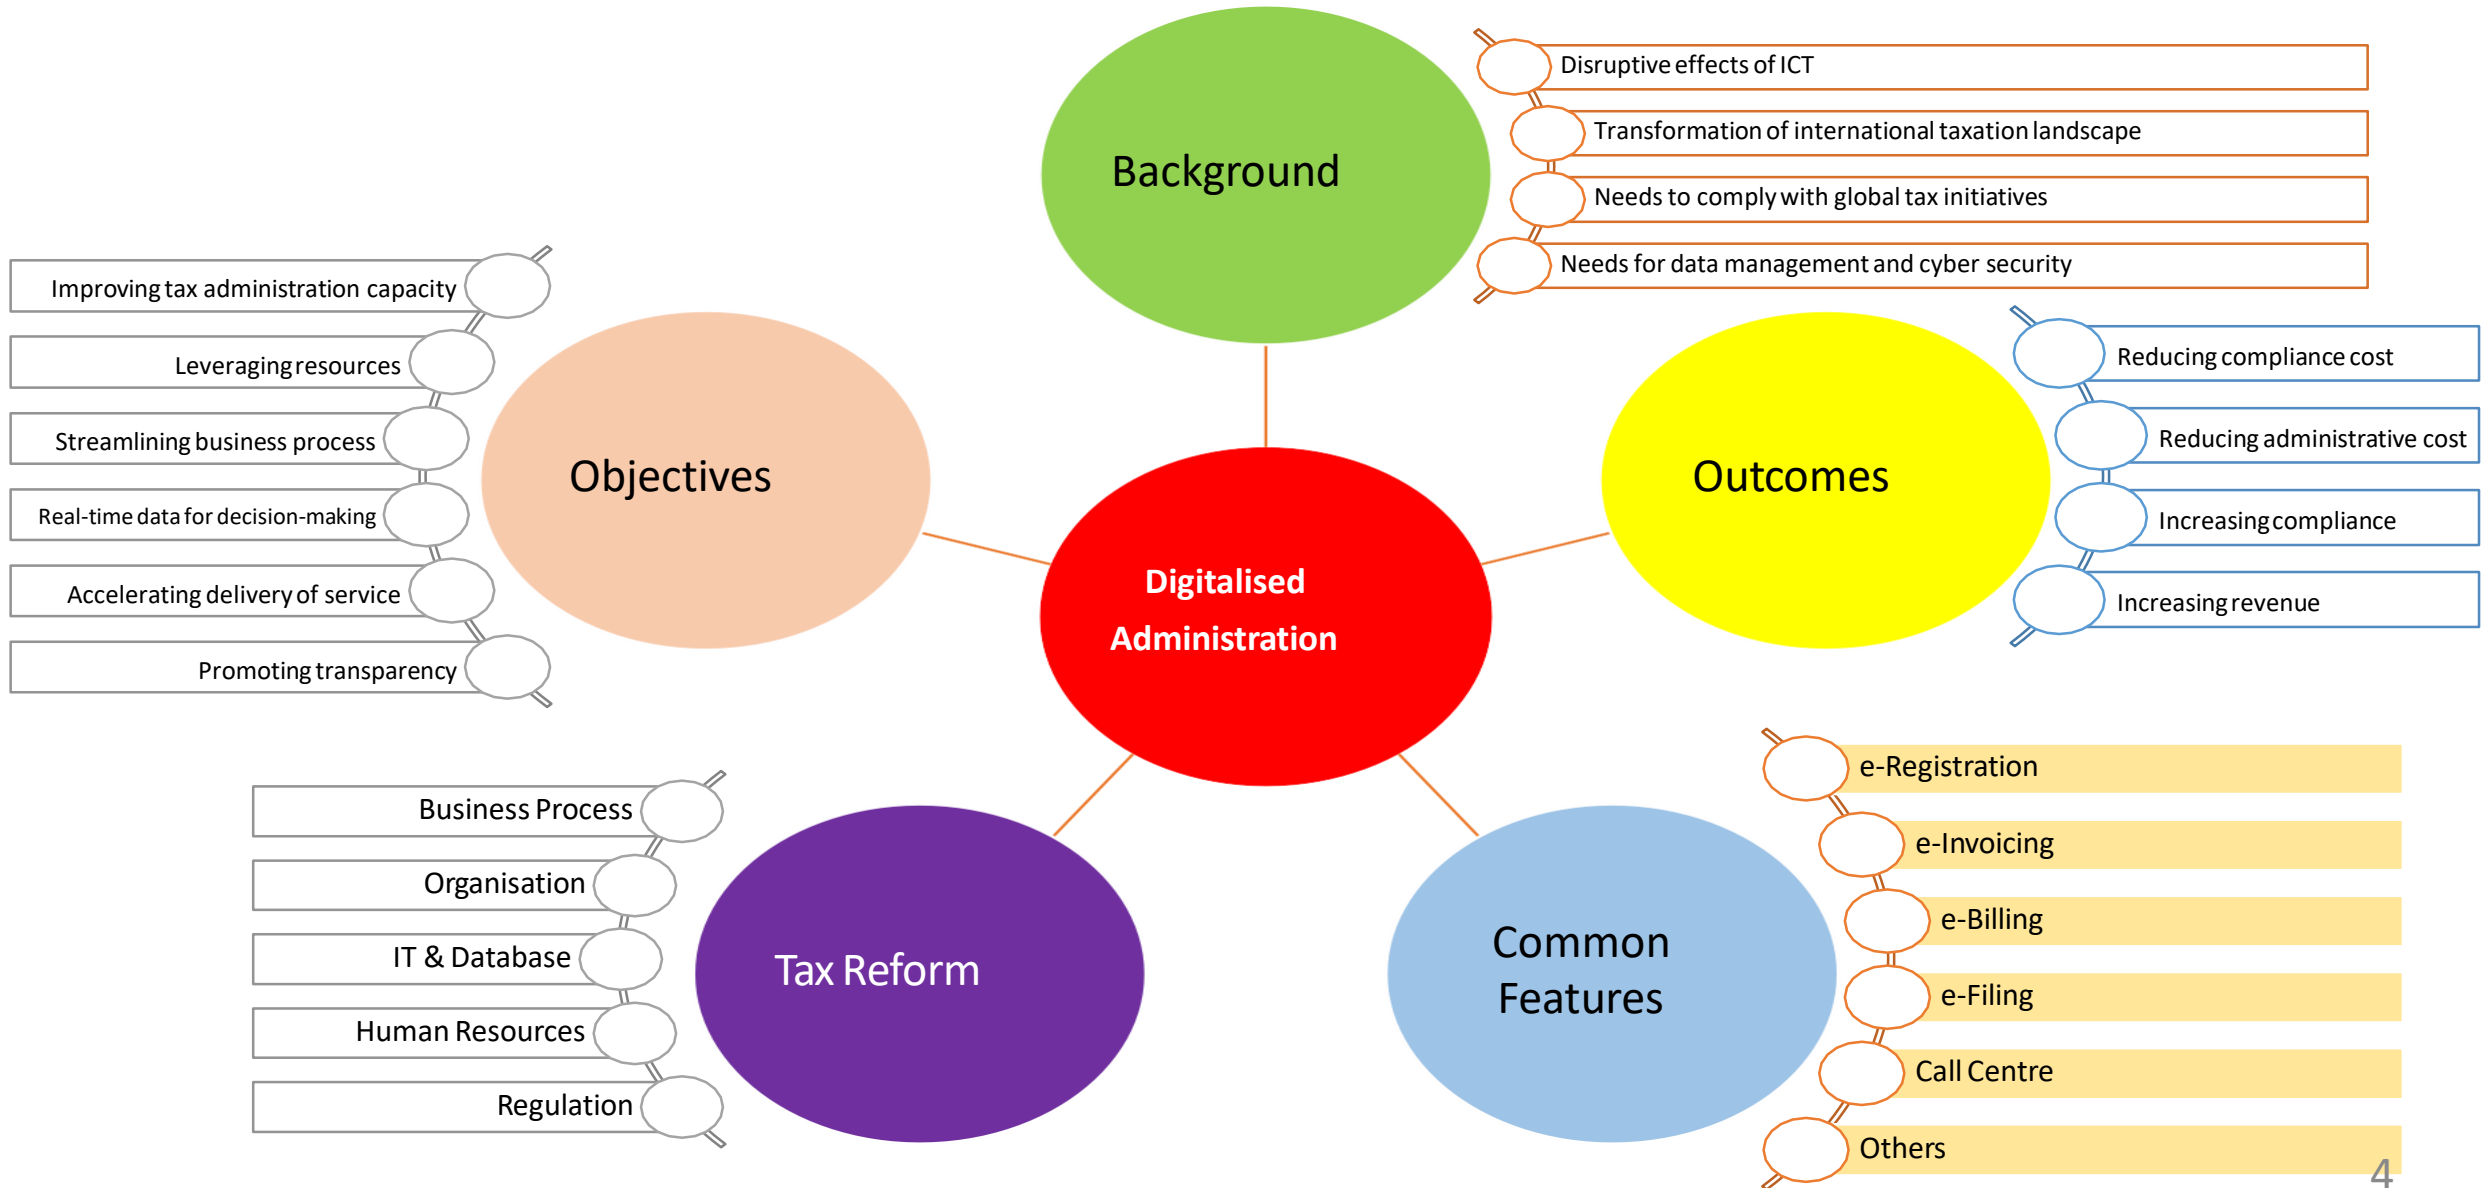 Background
Disruptive effects of ICT
Transformation of international taxation landscape
Needs to comply with global tax initiatives
Needs for data management and cyber security
Objectives
Improving tax administration capacity
Leveraging resources
Streamlining business process
Real-time data for decision-making
Accelerating delivery of service
Promoting transparency
Outcomes
Reducing compliance cost
Reducing administrative cost
Increasing compliance
Increasing revenue
Digitalised
Administration
Tax Reform
Business Process
Organisation
IT & Database
Human Resources
Regulation
Common
Features
e-Registration
e-Invoicing
e-Billing
e-Filing
Call Centre
Others
4